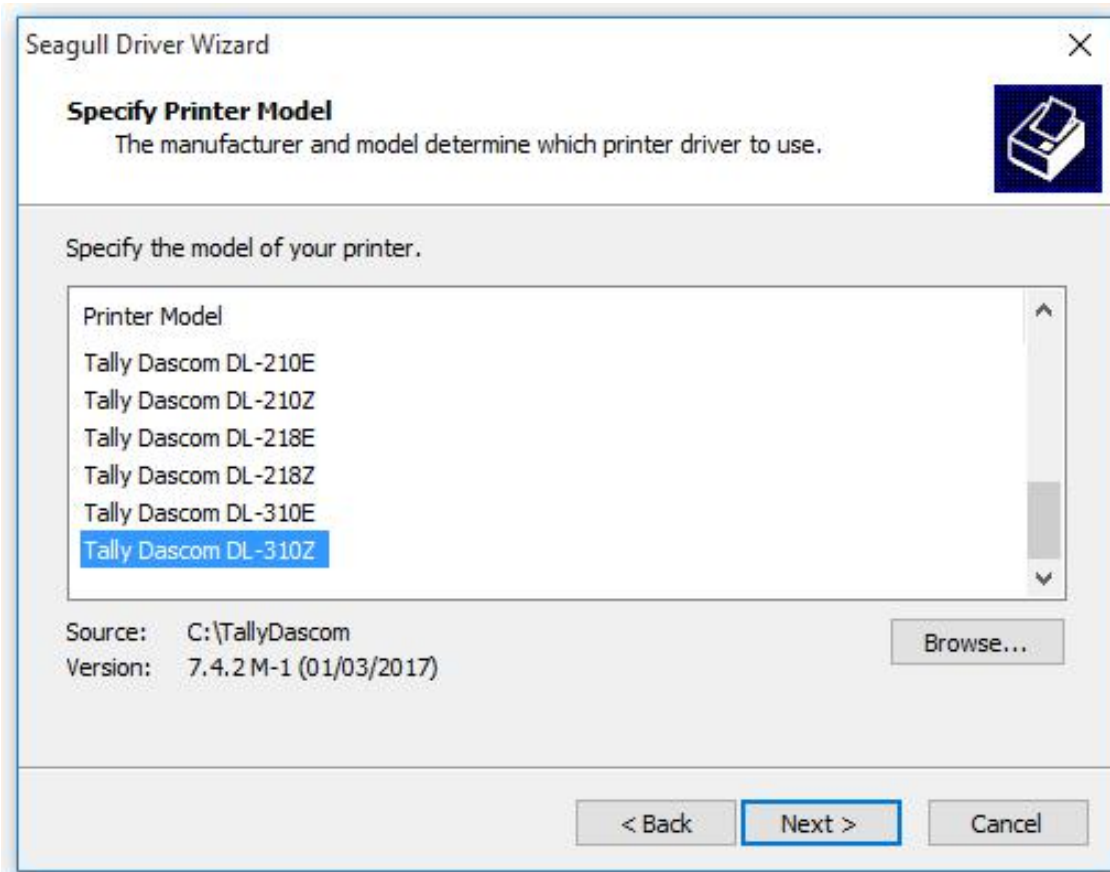 Seagull Driver Wizard
Specify Printer Model
The manufacturer and model determine which printer driver to use.
Specify the model of your printer.
Printer Model
Tally Dascom DL-210E
Tally Dascom DL-210Z
Tally Dascom DL-218E
Tally Dascom DL-218Z
Tally Dascom DL-310E
Tally Dascom DL-310Z
Source: C:\TallyDascom
Browse...
Version: 7.4.2 M-1 (01/03/2017)
< Back Next > Cancel